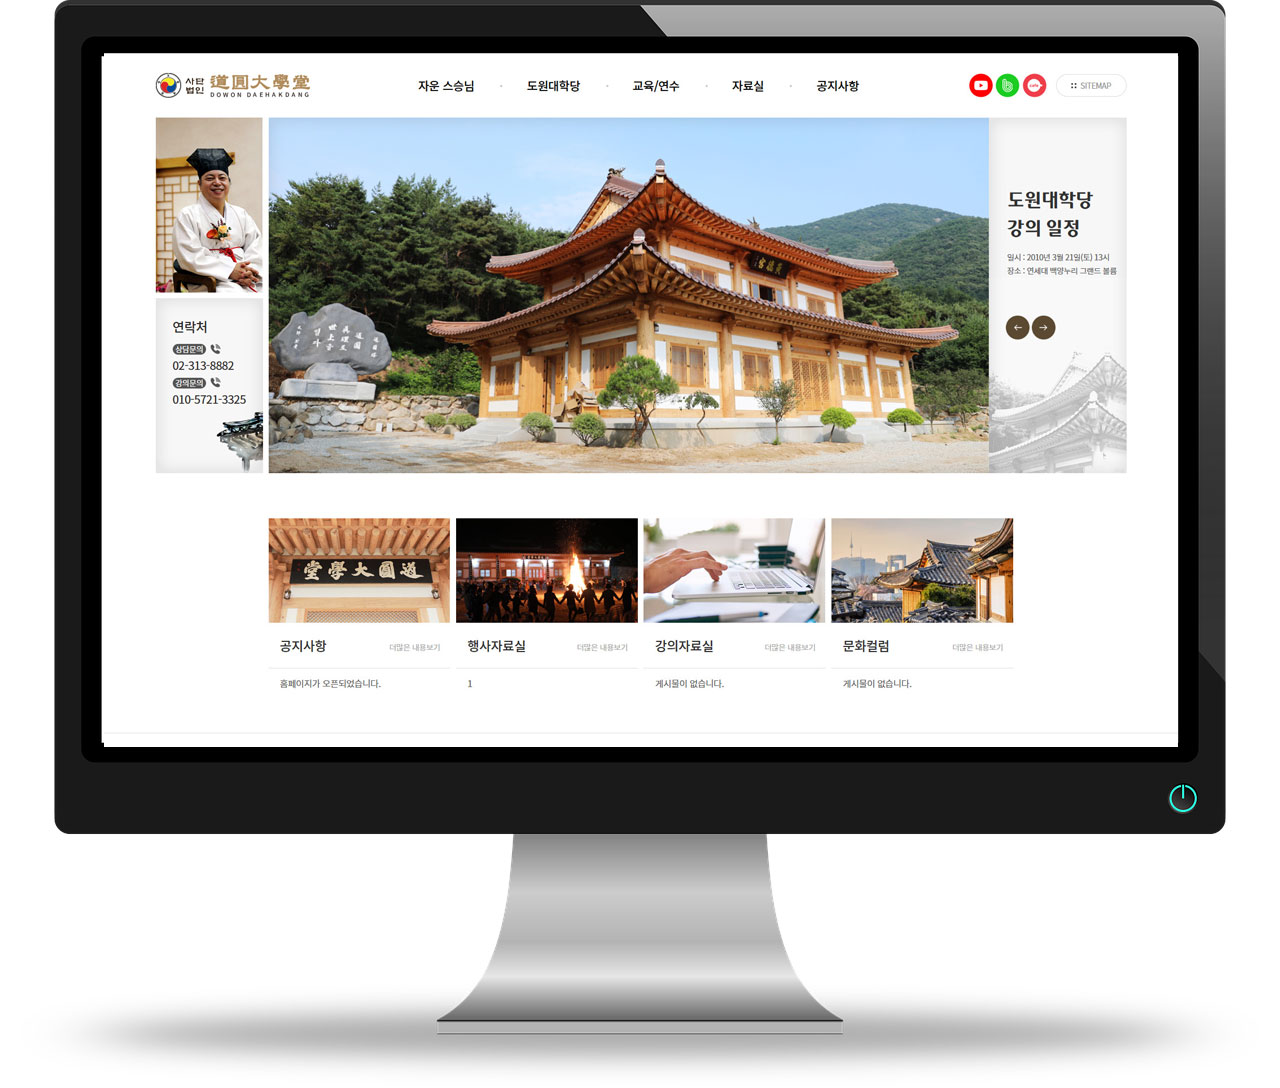 사단
법인
道圓大學堂
DOWON DAEHAKDANG
자운 스승님
도원대학당
교육/연수
자료실
공지사항
SITEMAP
연락처
상담문의
02-313-8882
강의문의
010-5721-3325
도원대학당
강의 일정
일시 : 2010년 3월 21일(토) 13시
장소 : 연세대 백양누리 그랜드 볼룸
堂學大圓道
공지사항
더많은 내용보기
홈페이지가 오픈되었습니다.
행사자료실
더많은 내용보기
1
강의자료실
더많은 내용보기
게시물이 없습니다.
문화컬럼
더많은 내용보기
게시물이 없습니다.